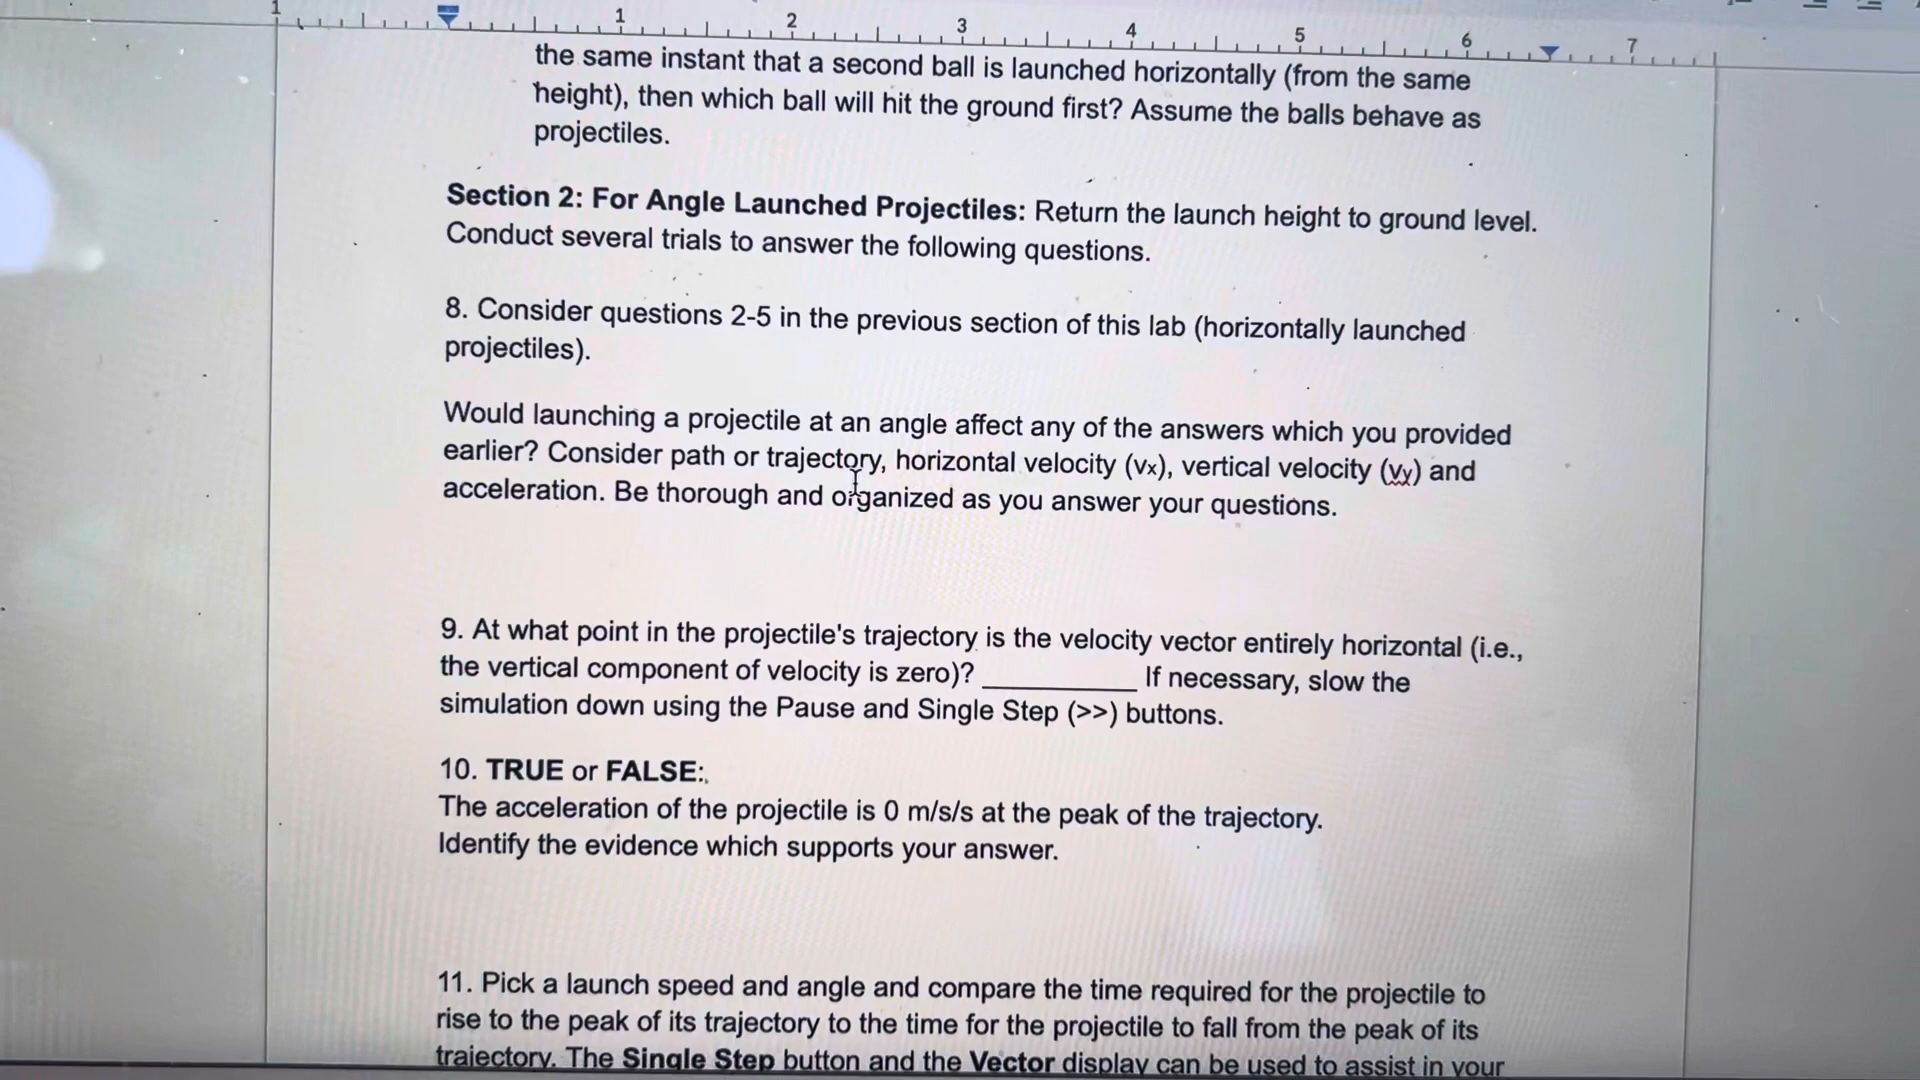 1 1 2 3 4 5 6 7
the same instant that a second ball is launched horizontally (from the same
height), then which ball will hit the ground first? Assume the balls behave as
projectiles.
Section 2: For Angle Launched Projectiles: Return the launch height to ground level.
Conduct several trials to answer the following questions.
8. Consider questions 2-5 in the previous section of this lab (horizontally launched
projectiles).
Would launching a projectile at an angle affect any of the answers which you provided
earlier? Consider path or trajectory, horizontal velocity (vx), vertical velocity (vy) and
acceleration. Be thorough and organized as you answer your questions.
9. At what point in the projectile's trajectory is the velocity vector entirely horizontal (i.e.,
the vertical component of velocity is zero)? ____________ If necessary, slow the
simulation down using the Pause and Single Step (>>) buttons.
10. TRUE or FALSE:
The acceleration of the projectile is 0 m/s/s at the peak of the trajectory.
Identify the evidence which supports your answer.
11. Pick a launch speed and angle and compare the time required for the projectile to
rise to the peak of its trajectory to the time for the projectile to fall from the peak of its
trajectory. The Single Step button and the Vector display can be used to assist in your